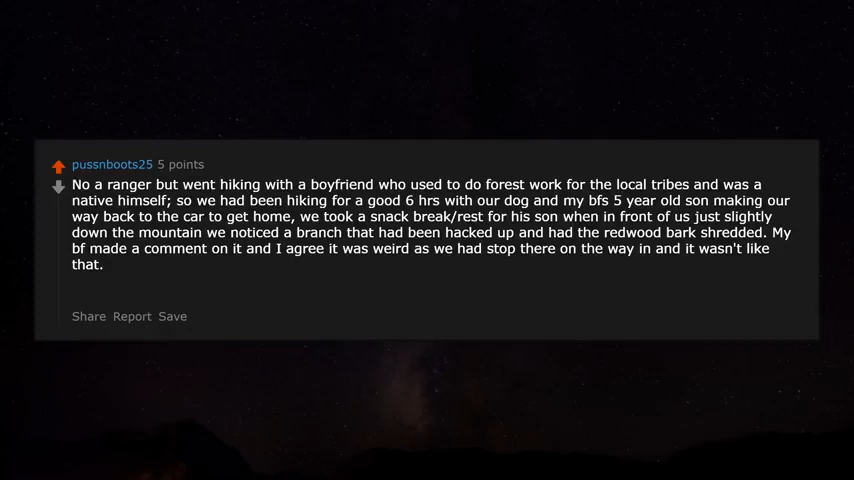 pussnboots25 5 points
No a ranger but went hiking with a boyfriend who used to do forest work for the local tribes and was a
native himself; so we had been hiking for a good 6 hrs with our dog and my bfs 5 year old son making our
way back to the car to get home, we took a snack break/rest for his son when in front of us just slightly
down the mountain we noticed a branch that had been hacked up and had the redwood bark shredded. My
bf made a comment on it and I agree it was weird as we had stop there on the way in and it wasn't like
that.
Share Report Save